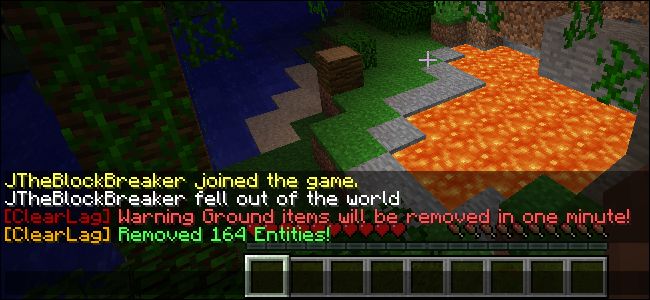 JTheBlockBreaker joined the game.
JTheBlockBreaker fell out of the world
[ClearLag] Warning Ground items will be removed in one minute!
[ClearLag] Removed 164 Entities!